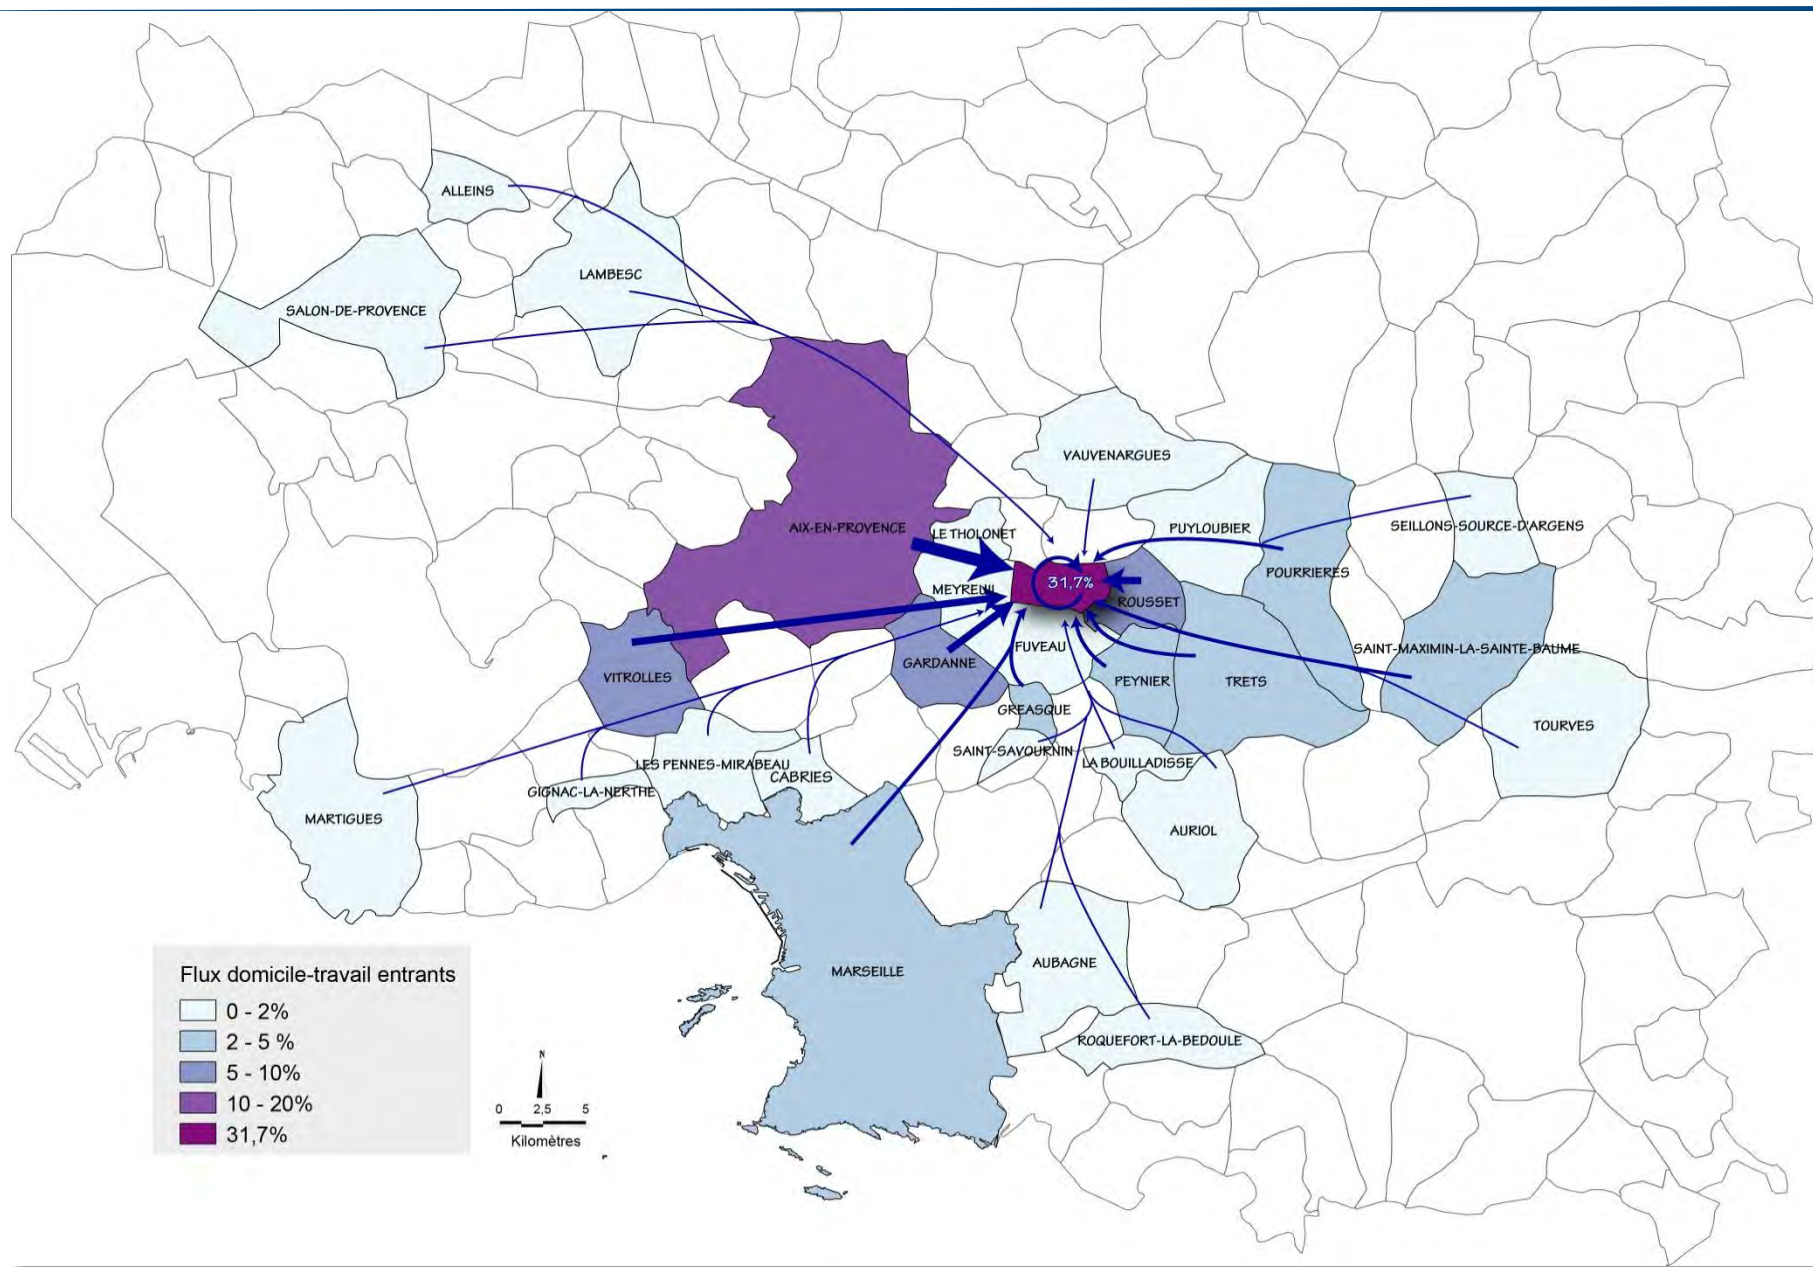 ALLEINS
LAMBESC
SALON-DE-PROVENCE
VAUVENARGUES
AIX-EN-PROVENCE
LE THOLONET
PUYLOUBIER
SEILLONS-SOURCE-D'ARGENS
POURRIERES
MEYREUIL
31,7%
ROUSSET
FUVEAU
SAINT-MAXIMIN-LA-SAINTE-BAUME
GARDANNE
VITROLLES
PEYNIER
TRETS
GREASQUE
TOURVES
SAINT-SAVOURNIN
LA BOUILLADISSE
LES PENNES-MIRABEAU
CABRIES
GIGNAC-LA-NERTHE
MARTIGUES
AURIOL
MARSEILLE
AUBAGNE
ROQUEFORT-LA-BEDOULE
Flux domicile-travail entrants
0 - 2%
2 - 5 %
5 - 10%
10 - 20%
31,7%
N
0 2,5 5
Kilomètres